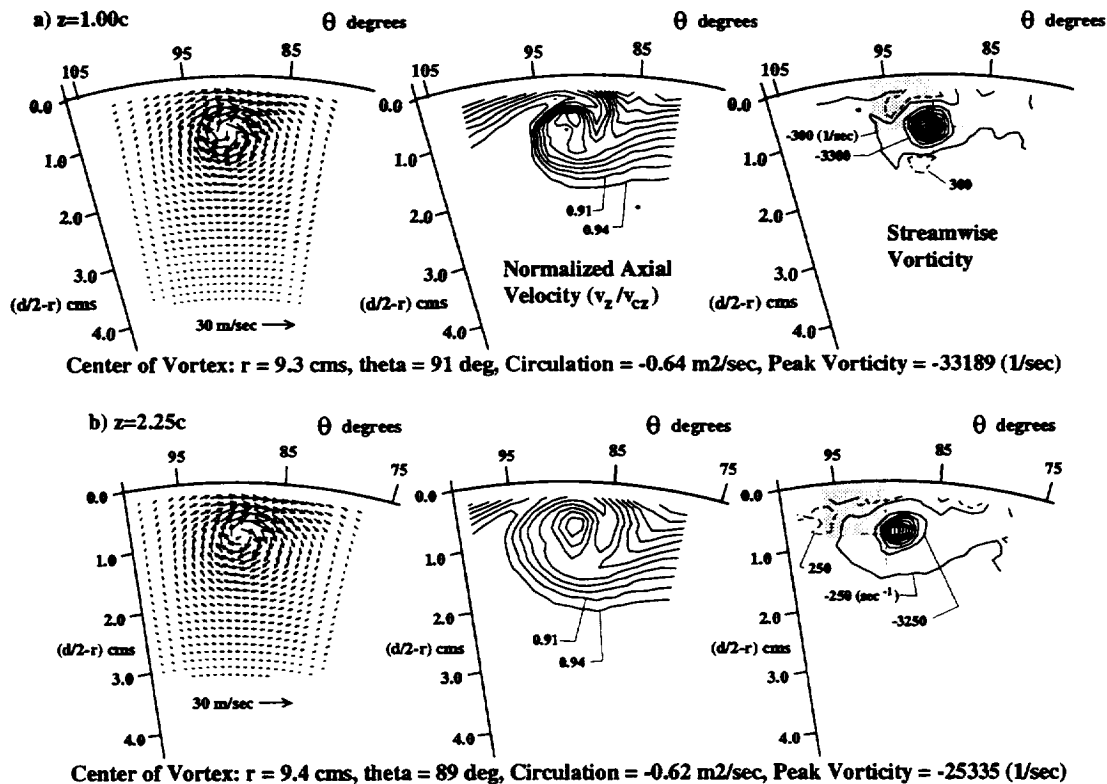 a) z=1.00c
θ degrees
θ degrees
θ degrees
105 95 85
105 95 85
105 95 85
0.0
1.0
2.0
3.0
4.0
(d/2-r) cms
30 m/sec
0.0
1.0
2.0
3.0
4.0
(d/2-r) cms
0.91
0.94
Normalized Axial
Velocity (vz/vcz)
0.0
1.0
2.0
3.0
4.0
(d/2-r) cms
-300 (1/sec)
-3300
300
Streamwise
Vorticity
Center of Vortex: r = 9.3 cms, theta = 91 deg, Circulation = -0.64 m2/sec, Peak Vorticity = -33189 (1/sec)
b) z=2.25c
θ degrees
θ degrees
θ degrees
95 85 75
95 85 75
95 85 75
0.0
1.0
2.0
3.0
4.0
(d/2-r) cms
30 m/sec
0.0
1.0
2.0
3.0
4.0
(d/2-r) cms
0.91
0.94
0.0
1.0
2.0
3.0
4.0
(d/2-r) cms
250
-250 (sec⁻¹)
-3250
Center of Vortex: r = 9.4 cms, theta = 89 deg, Circulation = -0.62 m2/sec, Peak Vorticity = -25335 (1/sec)